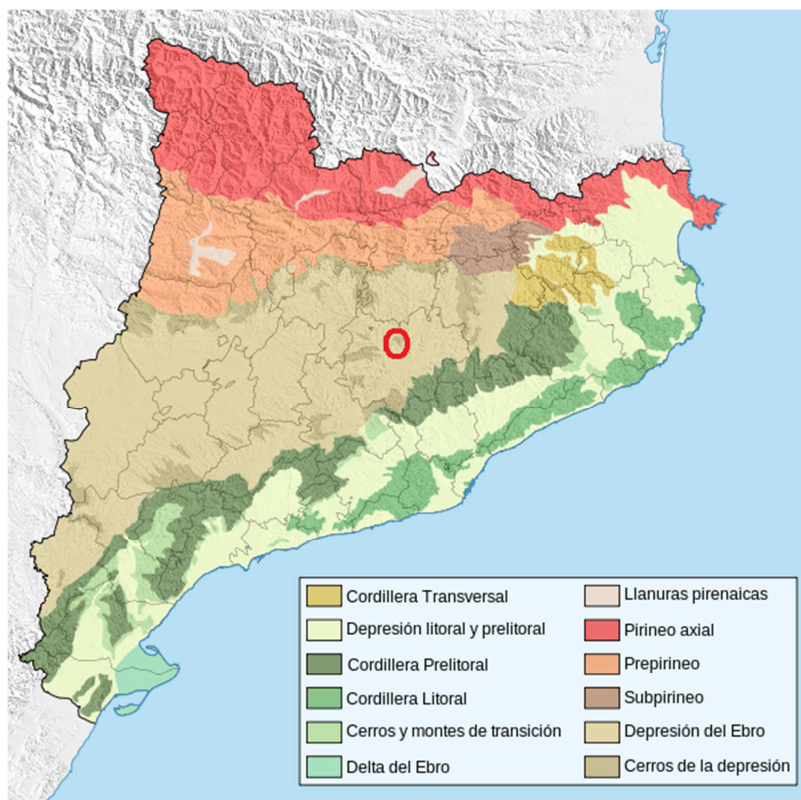 Cordillera Transversal
Depresión litoral y prelitoral
Cordillera Prelitoral
Cordillera Litoral
Cerros y montes de transición
Delta del Ebro
Llanuras pirenaicas
Pirineo axial
Prepirineo
Subpirineo
Depresión del Ebro
Cerros de la depresión